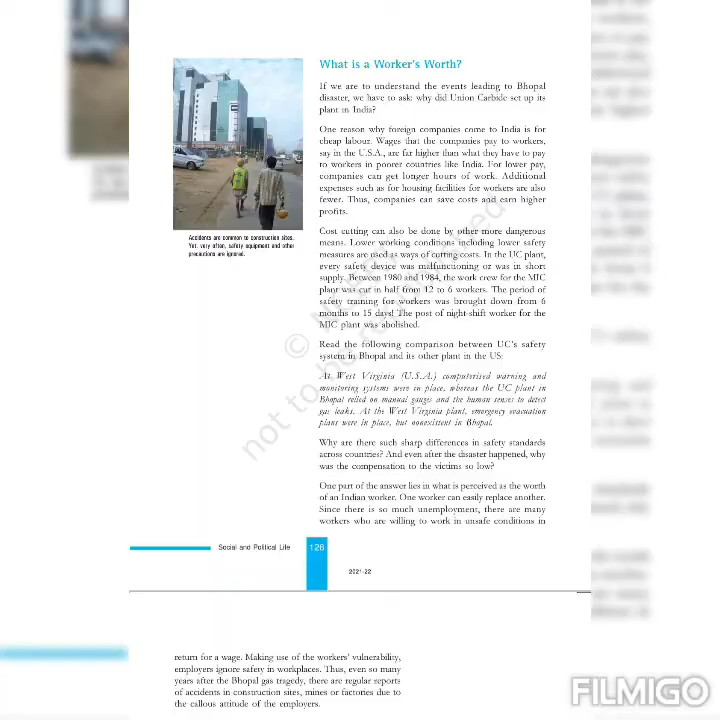 What is a Worker's Worth?
If we are to understand the events leading to Bhopal
disaster, we have to ask: why did Union Carbide set up its
plant in India?
One reason why foreign companies come to India is for
cheap labour. Wages that the companies pay to workers,
say in the U.S.A., are far higher than what they have to pay
to workers in poorer countries like India. For lower pay,
companies can get longer hours of work. Additional
expenses such as for housing facilities for workers are also
fewer. Thus, companies can save costs and earn higher
profits.
Cost cutting can also be done by other more dangerous
means. Lower working conditions including lower safety
measures are used as ways of cutting costs. In the UC plant,
every safety device was malfunctioning or was in short
supply. Between 1980 and 1984, the work crew for the MIC
plant was cut in half from 12 to 6 workers. The period of
safety training for workers was brought down from 6
months to 15 days! The post of night-shift worker for the
MIC plant was abolished.
Read the following comparison between UC's safety
system in Bhopal and its other plant in the US:
At West Virginia (U.S.A.) computerised warning and
monitoring systems were in place, whereas the UC plant in
Bhopal relied on manual gauges and the human senses to detect
gas leaks. At the West Virginia plant, emergency evacuation
plans were in place, but nonexistent in Bhopal.
Why are there such sharp differences in safety standards
across countries? And even after the disaster happened, why
was the compensation to the victims so low?
One part of the answer lies in what is perceived as the worth
of an Indian worker. One worker can easily replace another.
Since there is so much unemployment, there are many
workers who are willing to work in unsafe conditions in
Accidents are common to construction sites.
Yet, very often, safety equipment and other
precautions are ignored.
not to be republished
Social and Political Life
126
2021-22
return for a wage. Making use of the workers' vulnerability,
employers ignore safety in workplaces. Thus, even so many
years after the Bhopal gas tragedy, there are regular reports
of accidents in construction sites, mines or factories due to
the callous attitude of the employers.
FILMIGO